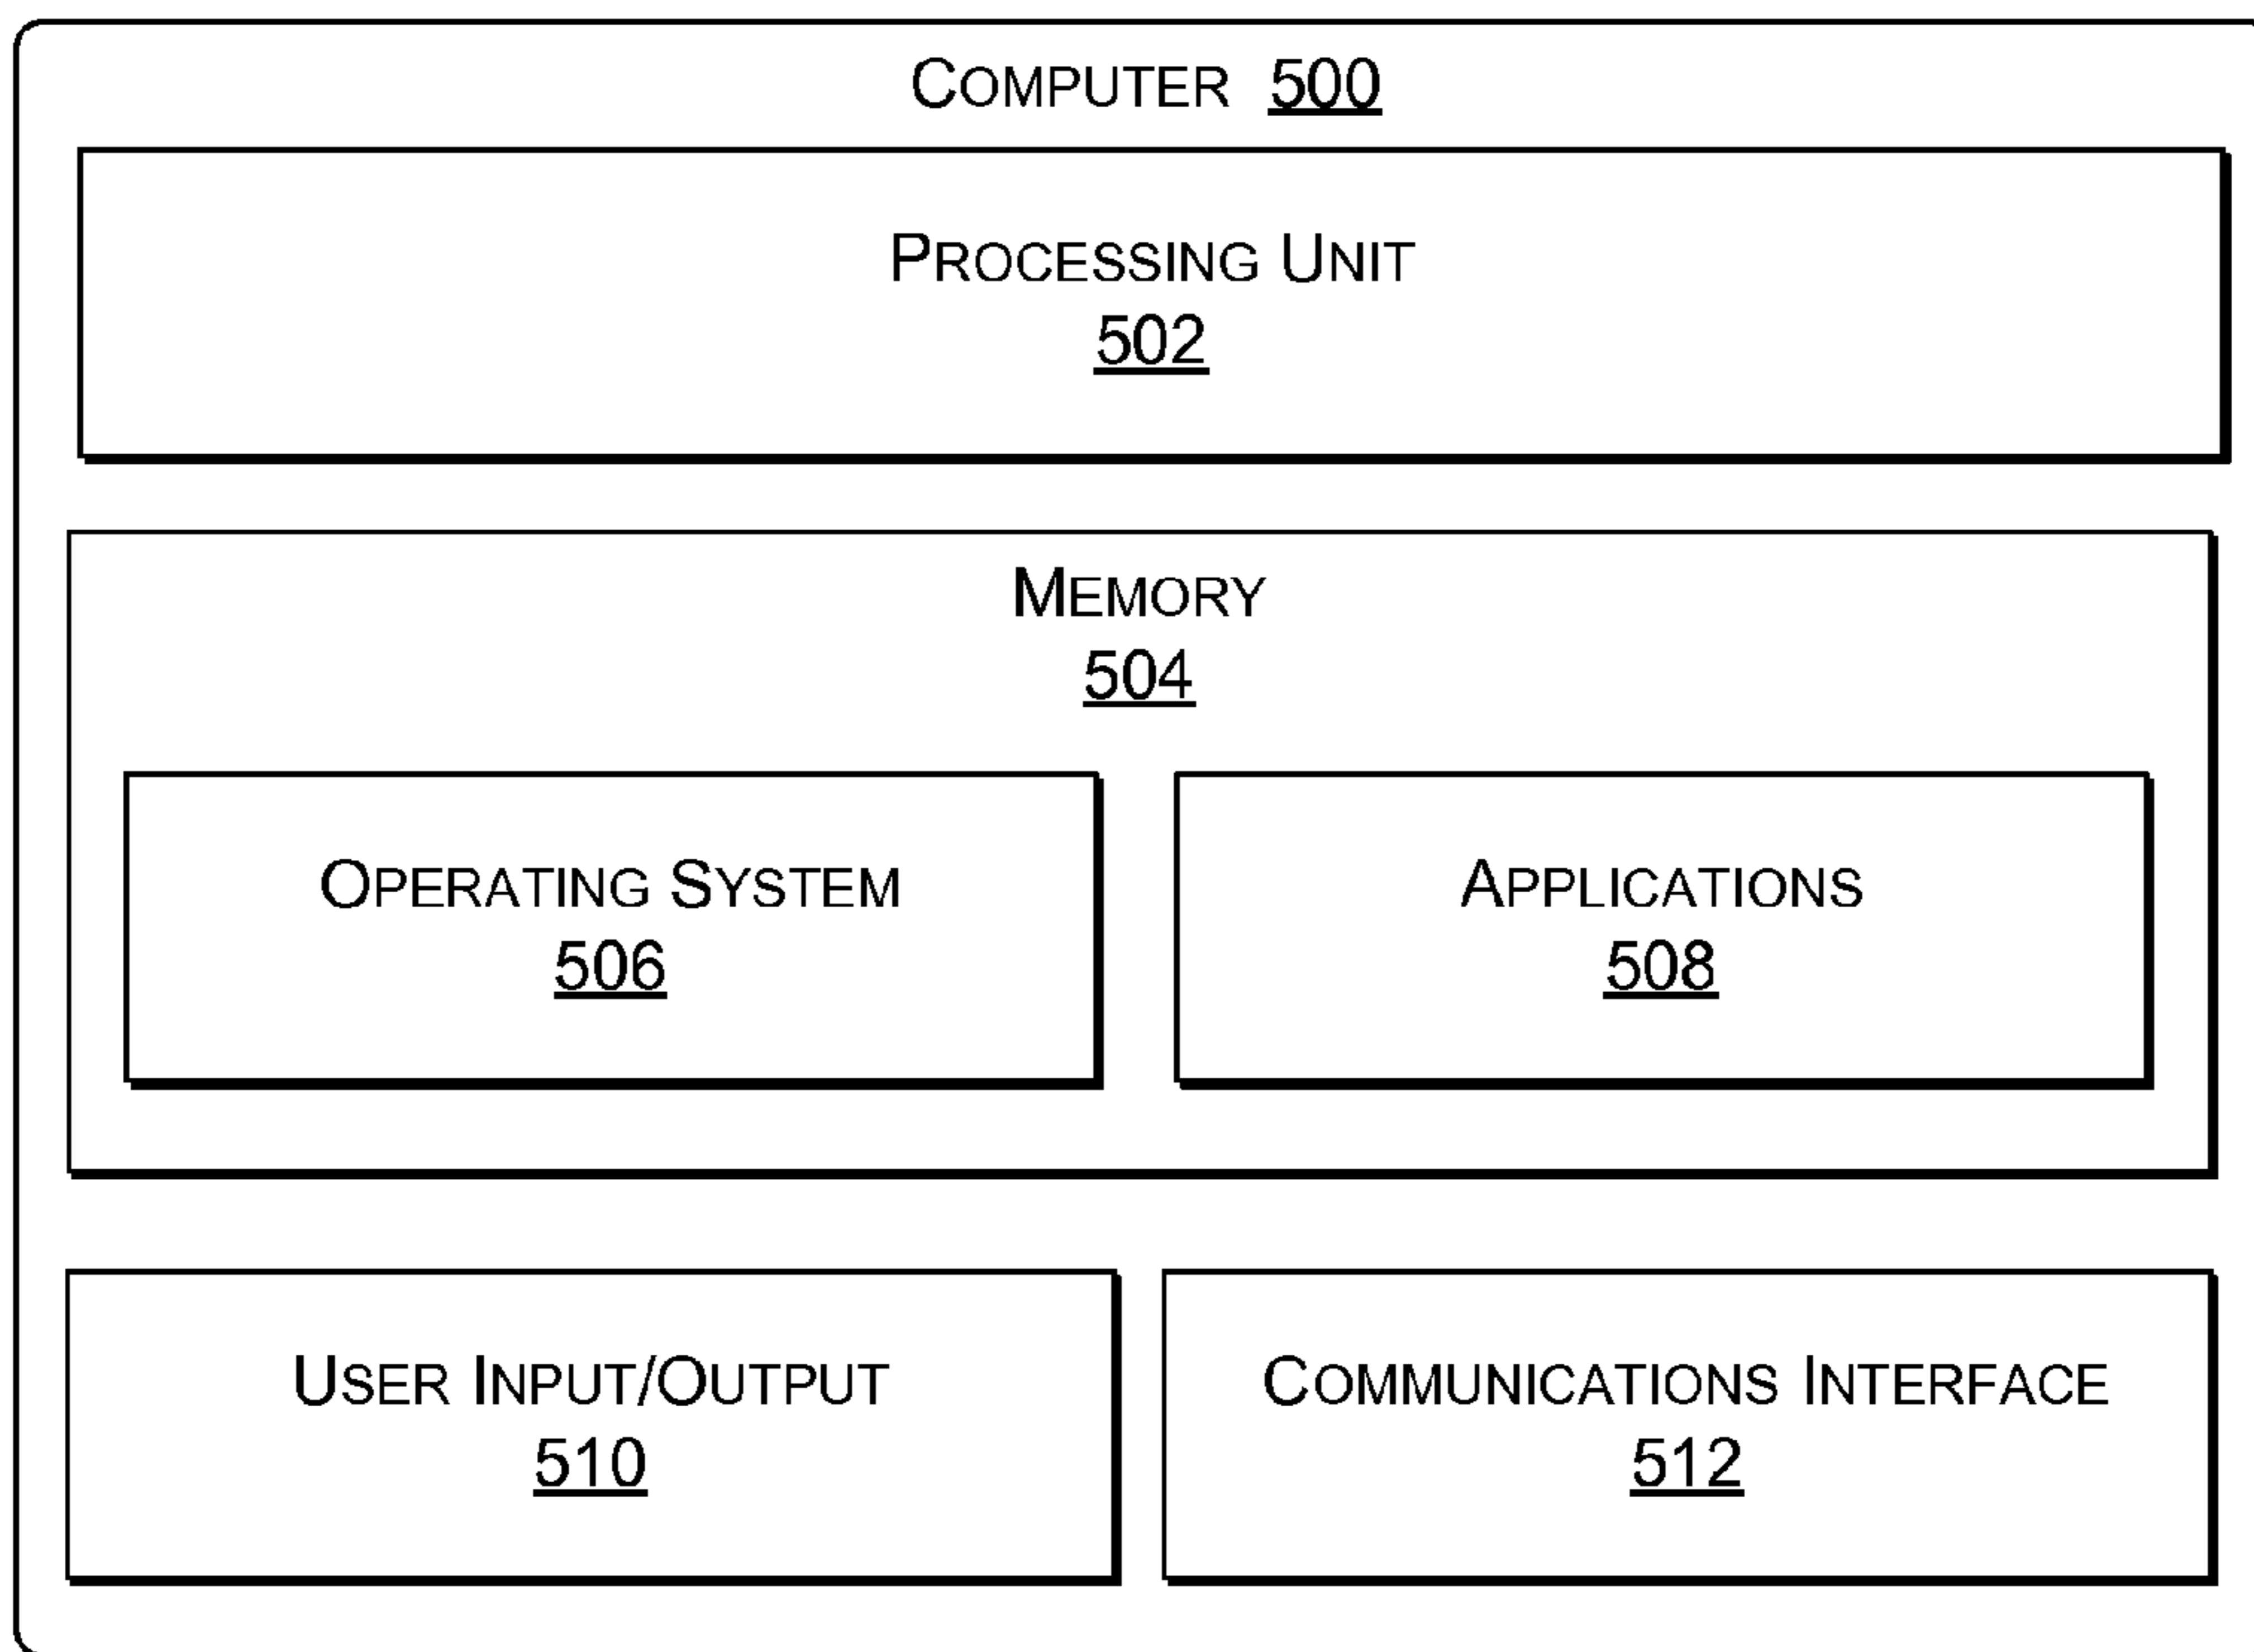 COMPUTER 500
PROCESSING UNIT
502
MEMORY
504
OPERATING SYSTEM
506
APPLICATIONS
508
USER INPUT/OUTPUT
510
COMMUNICATIONS INTERFACE
512